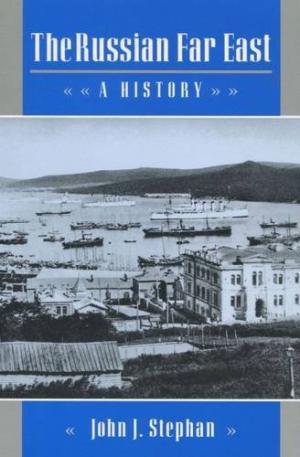 The Russian Far East
« « A HISTORY » »
« John J. Stephan »